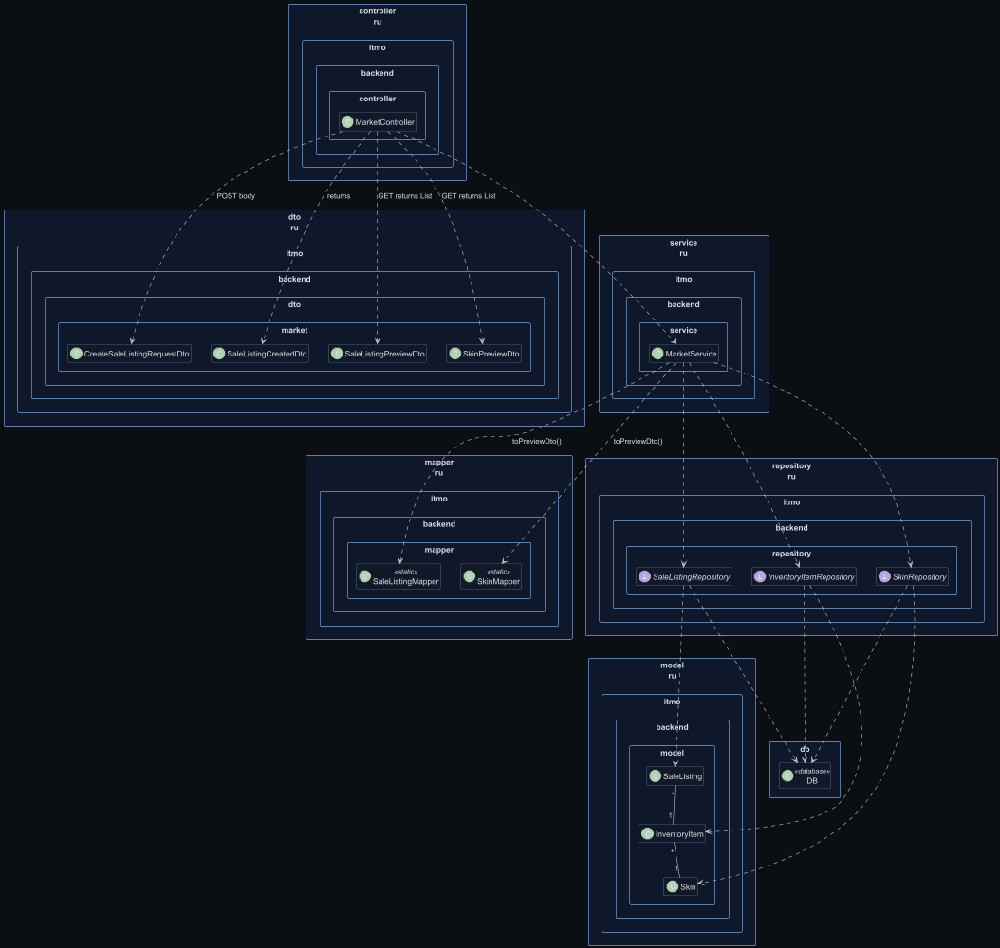 controller
ru
itmo
backend
controller
C MarketController
POST body
returns
GET returns List
GET returns List
dto
ru
itmo
backend
dto
market
C CreateSaleListingRequestDto
C SaleListingCreatedDto
C SaleListingPreviewDto
C SkinPreviewDto
service
ru
itmo
backend
service
C MarketService
toPreviewDto()
toPreviewDto()
mapper
ru
itmo
backend
mapper
C «static»
SaleListingMapper
C «static»
SkinMapper
repository
ru
itmo
backend
repository
I SaleListingRepository
I InventoryItemRepository
I SkinRepository
model
ru
itmo
backend
model
C SaleListing
*
1
C InventoryItem
*
1
C Skin
db
C «database»
DB